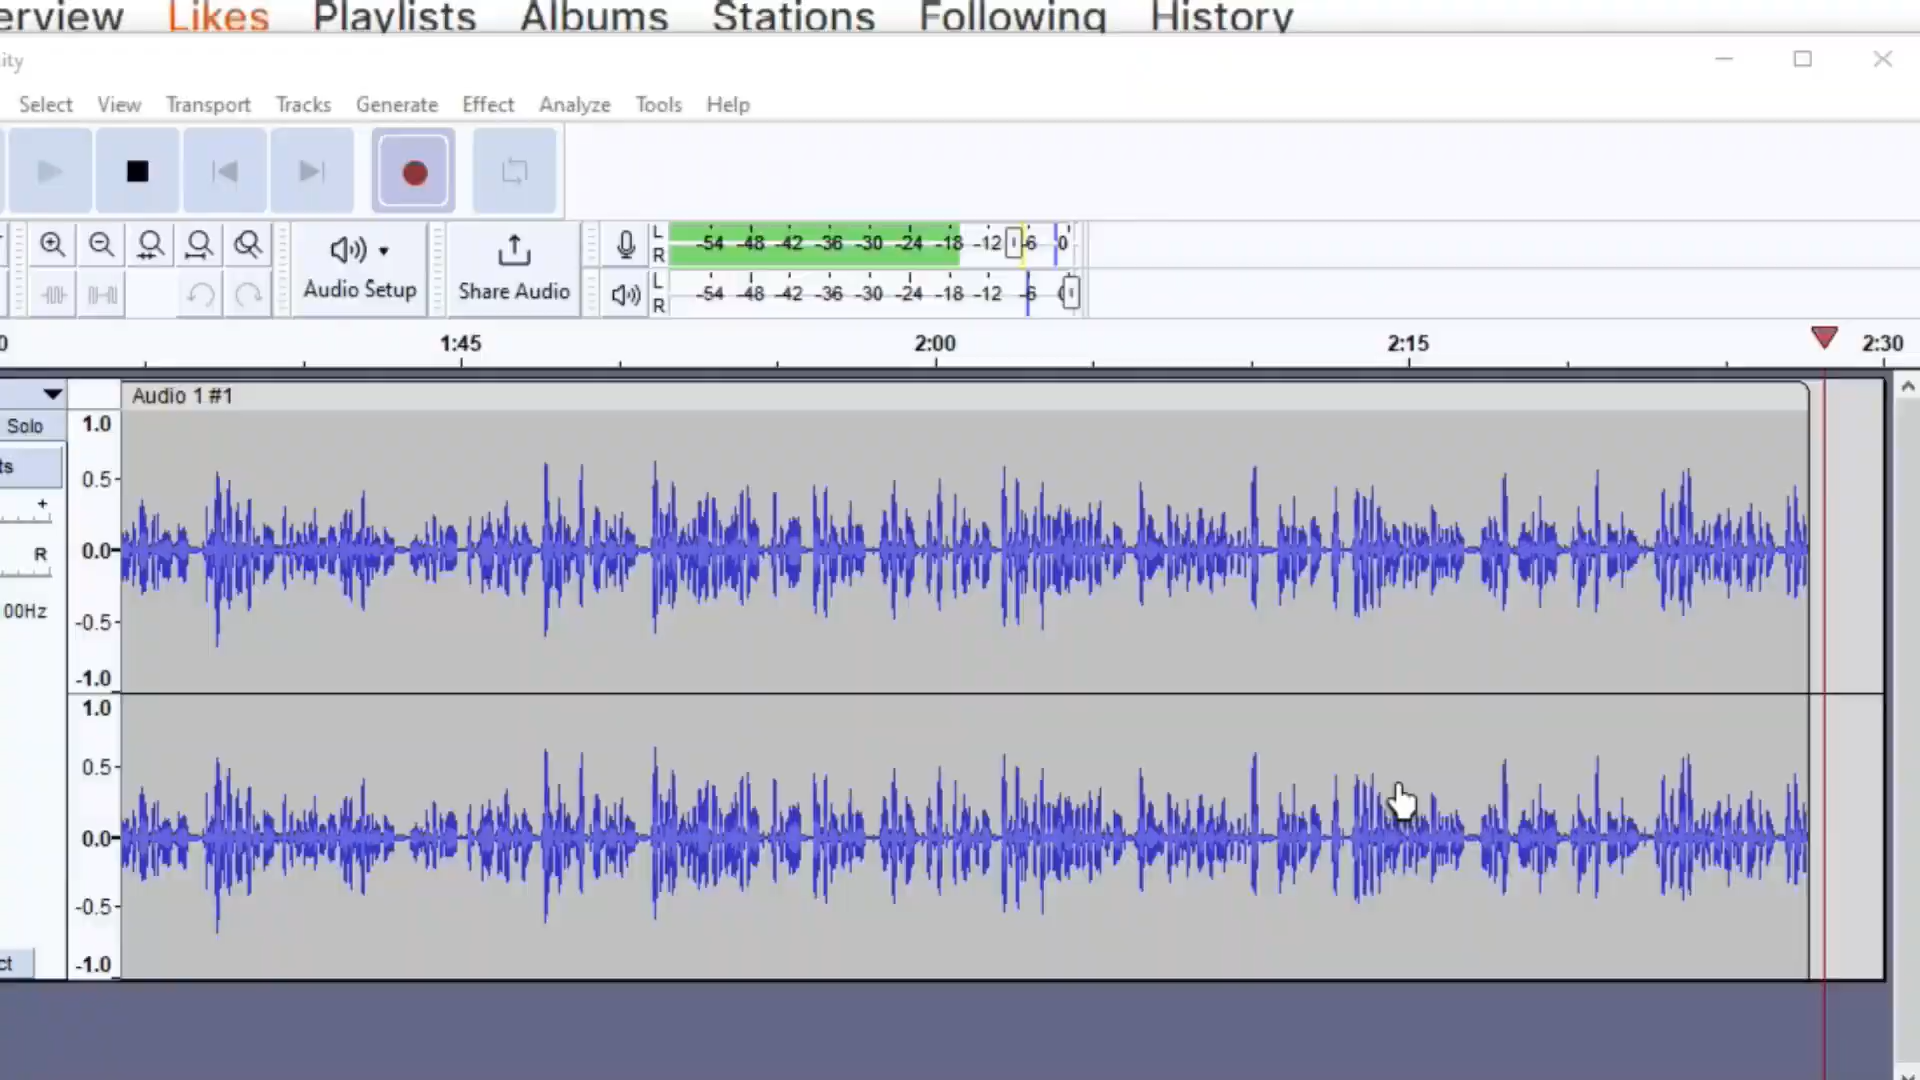 erview Likes Playlists Albums Stations Following History
ity
Select View Transport Tracks Generate Effect Analyze Tools Help
L
R
-54 -48 -42 -36 -30 -24 -18 -12 -6 0
Audio Setup
Share Audio
L
R
-54 -48 -42 -36 -30 -24 -18 -12 -6
0 1:45 2:00 2:15 2:30
Audio 1 #1
Solo
ts
+
R
00Hz
ct
1.0
0.5
0.0
-0.5
-1.0
1.0
0.5
0.0
-0.5
-1.0